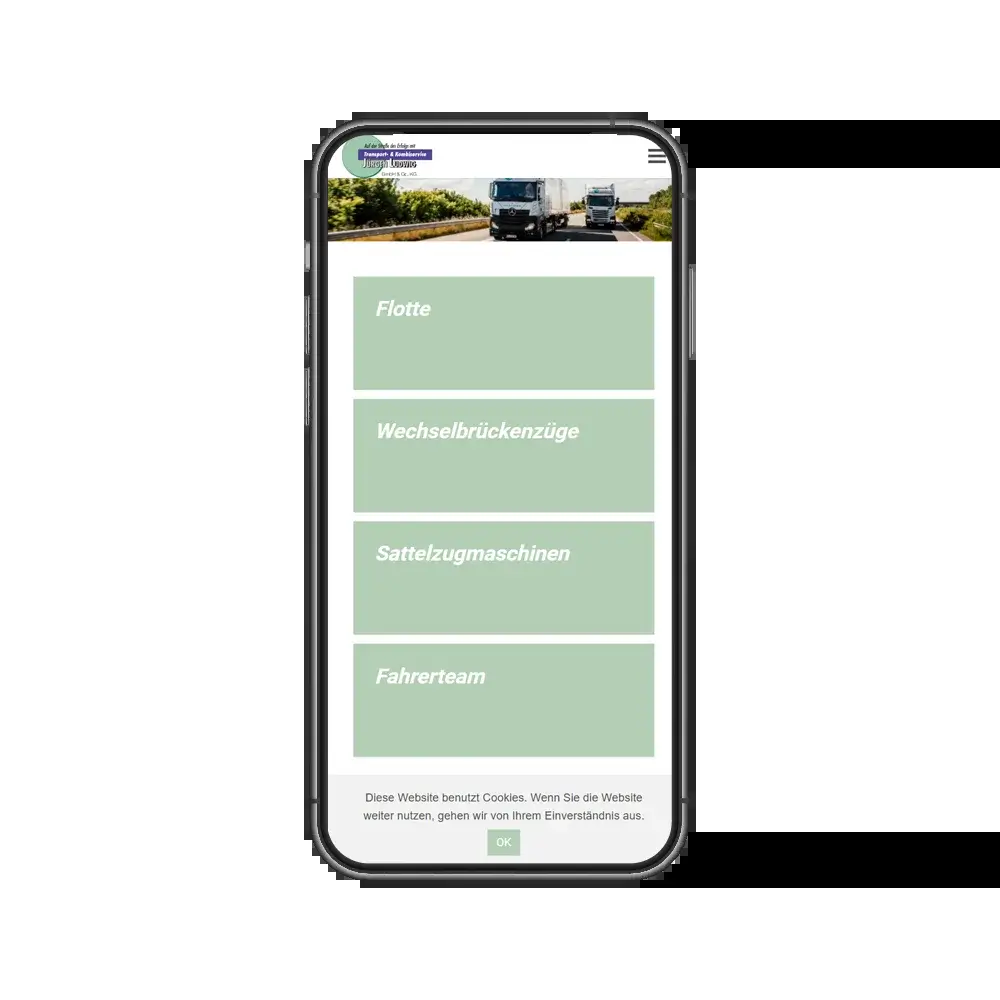 Auf der Straße des Erfolgs mit
Transport- & Kombiservice
JÜRGEN LUDWIG
GmbH & Co. KG
Flotte
Wechselbrückenzüge
Sattelzugmaschinen
Fahrerteam
Diese Website benutzt Cookies. Wenn Sie die Website
weiter nutzen, gehen wir von Ihrem Einverständnis aus.
OK